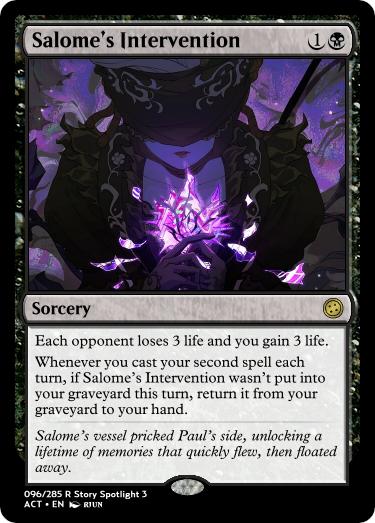 Salome's Intervention 1
Sorcery
Each opponent loses 3 life and you gain 3 life.
Whenever you cast your second spell each
turn, if Salome's Intervention wasn't put into
your graveyard this turn, return it from your
graveyard to your hand.
Salome's vessel pricked Paul's side, unlocking a
lifetime of memories that quickly flew, then floated
away.
096/285 R Story Spotlight 3
ACT • EN RJUN